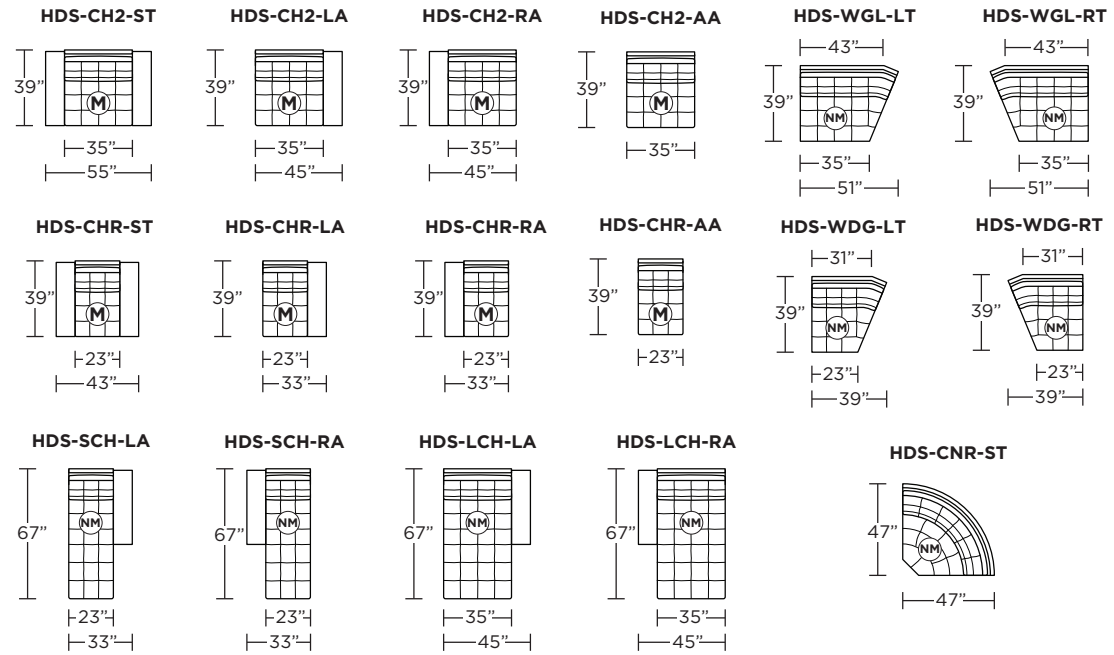 HDS-CH2-ST HDS-CH2-LA HDS-CH2-RA HDS-CH2-AA HDS-WGL-LT HDS-WGL-RT
43” 43”
39” M 39” M 39” M 39” M 39” NM 39” NM
35” 35” 35” 35” 35” 35”
55” 45” 45” 51” 51”
HDS-CHR-ST HDS-CHR-LA HDS-CHR-RA HDS-CHR-AA HDS-WDG-LT HDS-WDG-RT
31” 31”
39” M 39” M 39” M 39” M 39” NM 39” NM
23” 23” 23” 23” 23” 23”
43” 33” 33” 39” 39”
HDS-SCH-LA HDS-SCH-RA HDS-LCH-LA HDS-LCH-RA HDS-CNR-ST
67” NM 67” NM 67” NM 67” NM 47” NM
23” 23” 35” 35” 47”
33” 33” 45” 45”